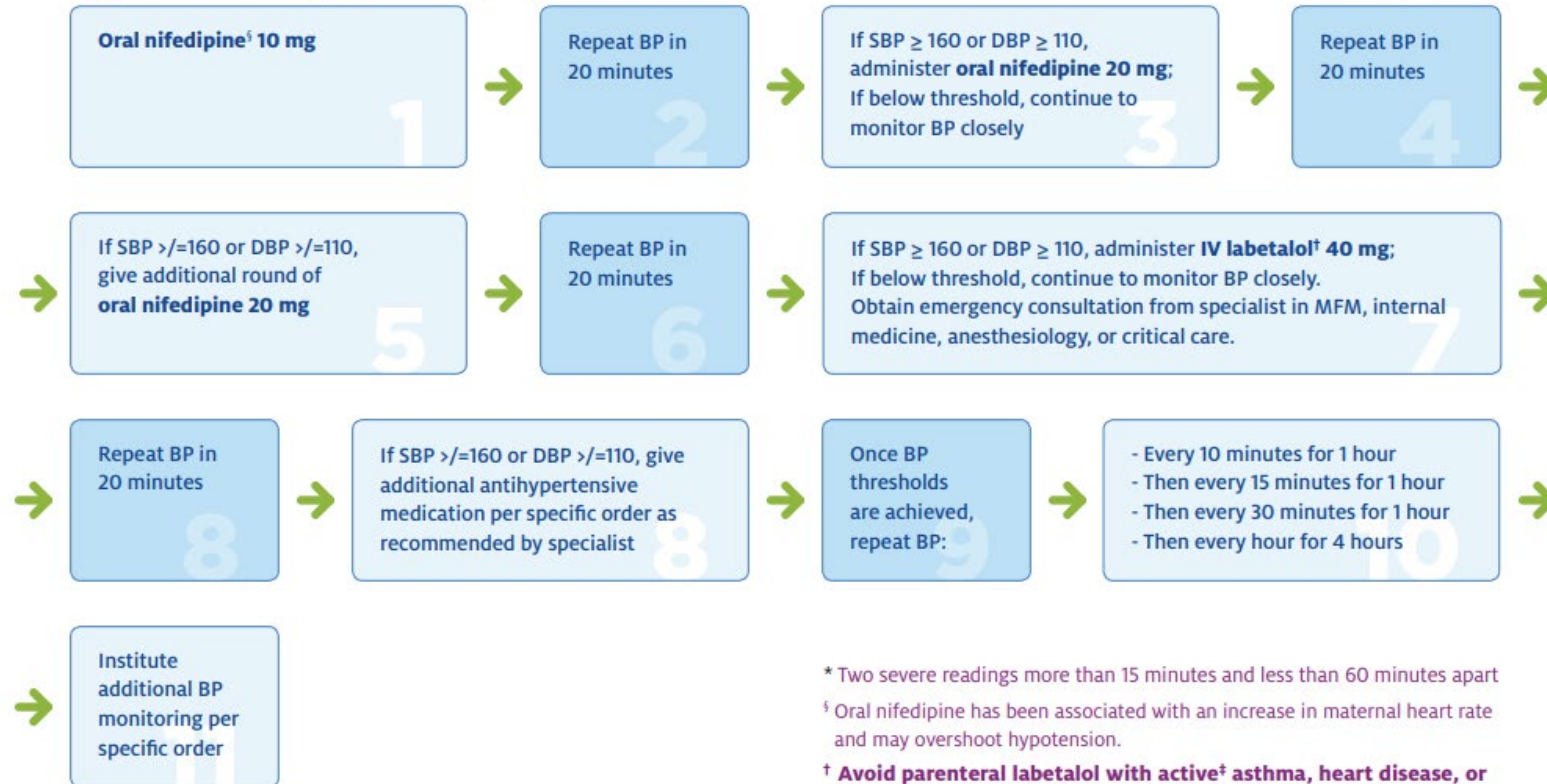 Oral nifedipine§ 10 mg
1
Repeat BP in
20 minutes
2
If SBP ≥ 160 or DBP ≥ 110,
administer oral nifedipine 20 mg;
If below threshold, continue to
monitor BP closely
3
Repeat BP in
20 minutes
4
If SBP >/=160 or DBP >/=110,
give additional round of
oral nifedipine 20 mg
5
Repeat BP in
20 minutes
6
If SBP ≥ 160 or DBP ≥ 110, administer IV labetalol† 40 mg;
If below threshold, continue to monitor BP closely.
Obtain emergency consultation from specialist in MFM, internal
medicine, anesthesiology, or critical care.
7
Repeat BP in
20 minutes
8
If SBP >/=160 or DBP >/=110, give
additional antihypertensive
medication per specific order as
recommended by specialist
8
Once BP
thresholds
are achieved,
repeat BP:
9
- Every 10 minutes for 1 hour
- Then every 15 minutes for 1 hour
- Then every 30 minutes for 1 hour
- Then every hour for 4 hours
10
Institute
additional BP
monitoring per
specific order
11
* Two severe readings more than 15 minutes and less than 60 minutes apart
§ Oral nifedipine has been associated with an increase in maternal heart rate
and may overshoot hypotension.
† Avoid parenteral labetalol with active‡ asthma, heart disease, or